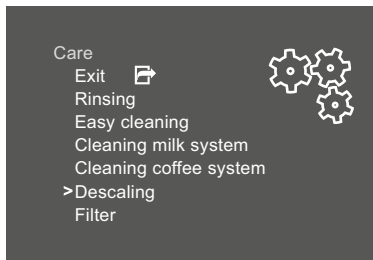 Care
Exit
Rinsing
Easy cleaning
Cleaning milk system
Cleaning coffee system
>Descaling
Filter